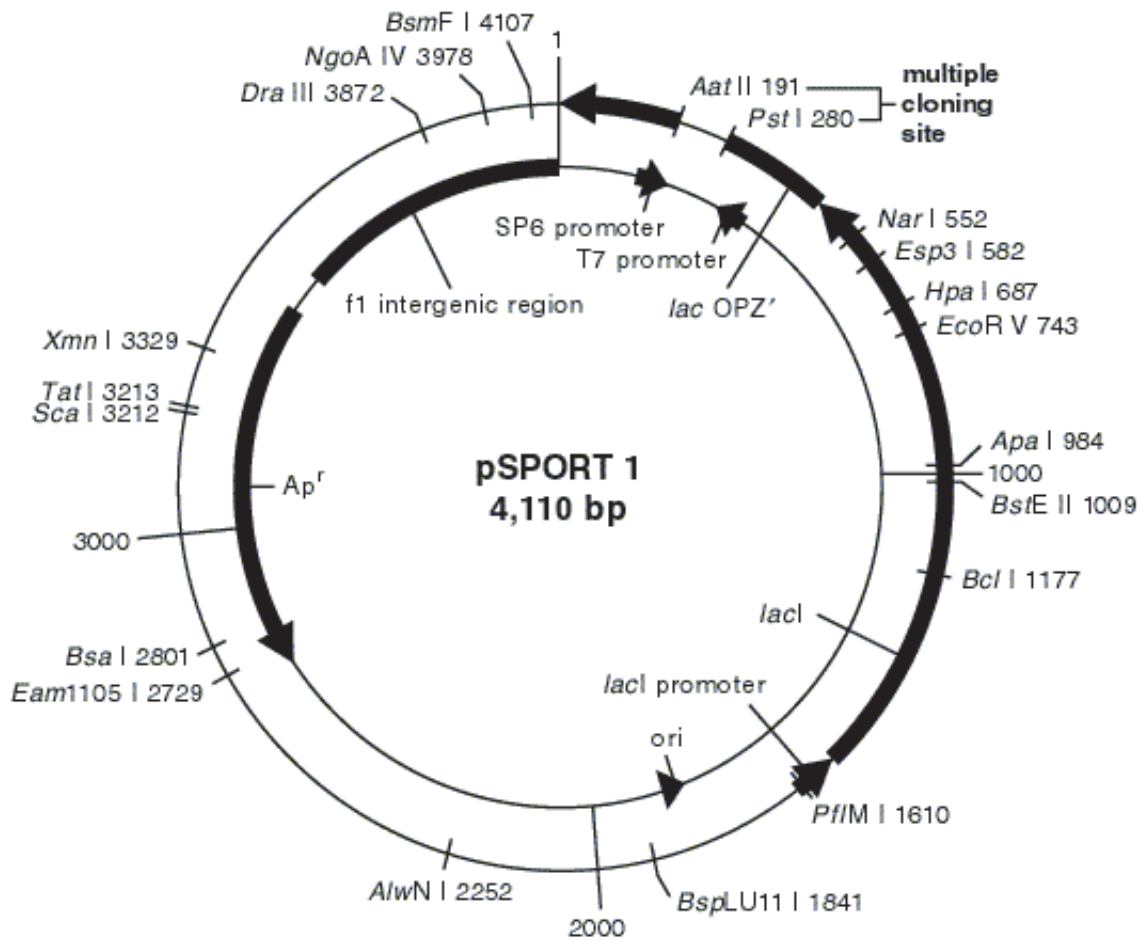 BsmF I 4107
1
NgoA IV 3978
Dra III 3872
Aat II 191
Pst I 280
multiple
cloning
site
SP6 promoter
T7 promoter
lac OPZ′
f1 intergenic region
Nar I 552
Esp3 I 582
Hpa I 687
EcoR V 743
Xmn I 3329
Tat I 3213
Sca I 3212
Apa I 984
1000
BstE II 1009
pSPORT 1
4,110 bp
Apr
3000
Bcl I 1177
lacI
Bsa I 2801
Eam1105 I 2729
lacI promoter
ori
PflM I 1610
AlwN I 2252
BspLU11 I 1841
2000